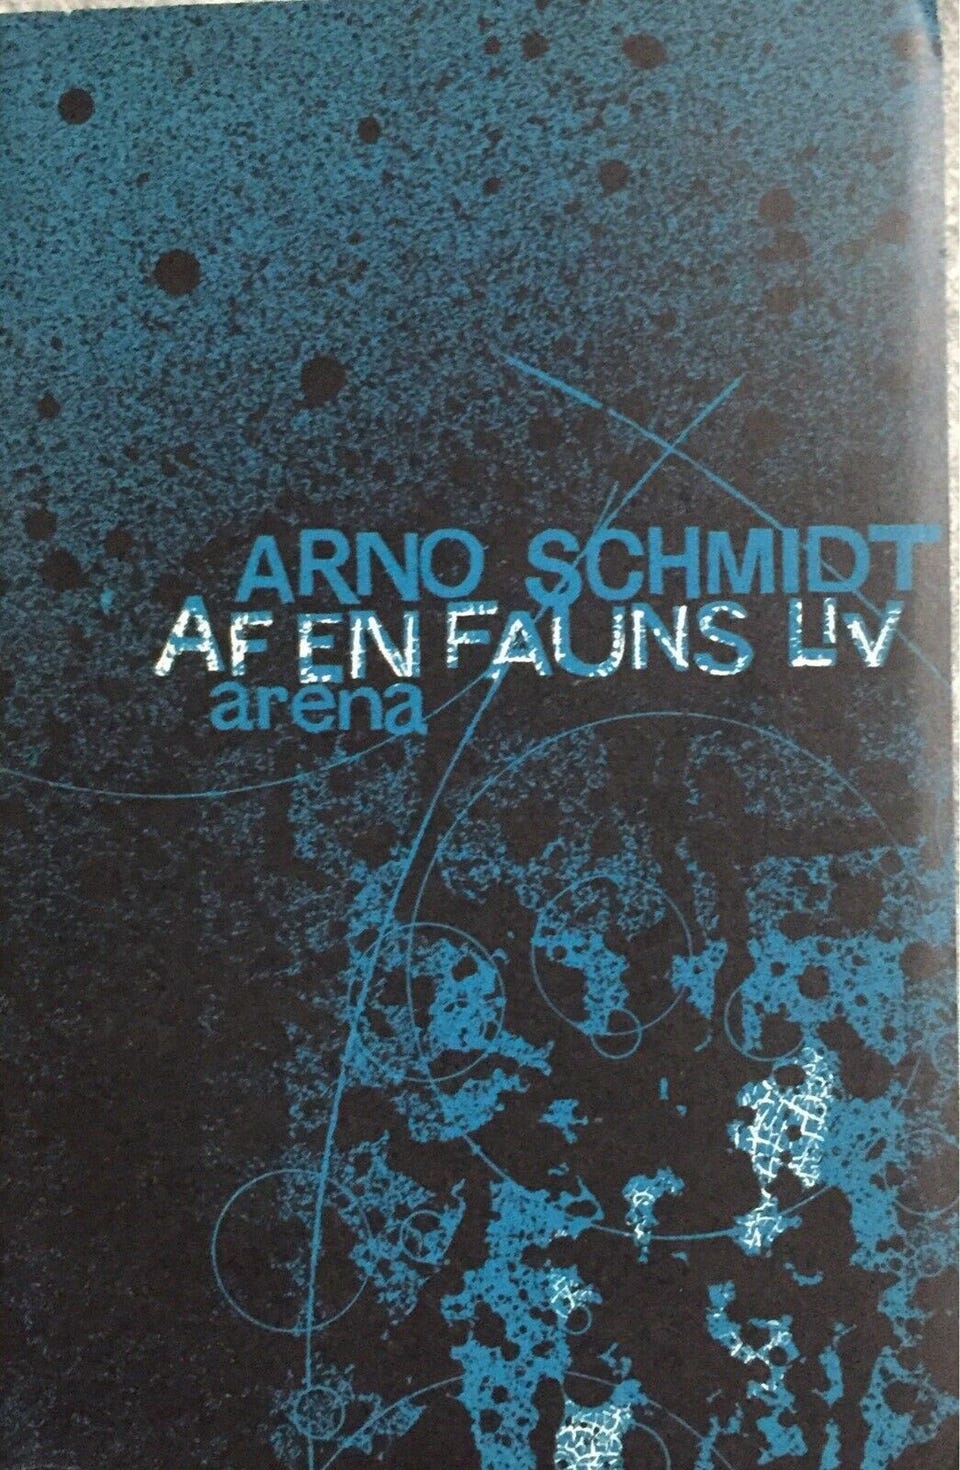 ARNO SCHMIDT
AF EN FAUNS LIV
arena